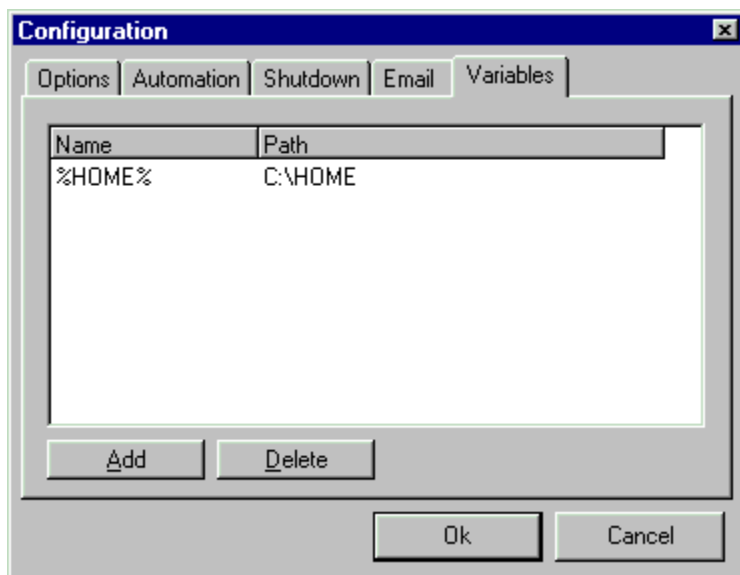 Configuration
Options Automation Shutdown Email Variables
Name Path
%HOME% C:\HOME
Add Delete
Ok Cancel